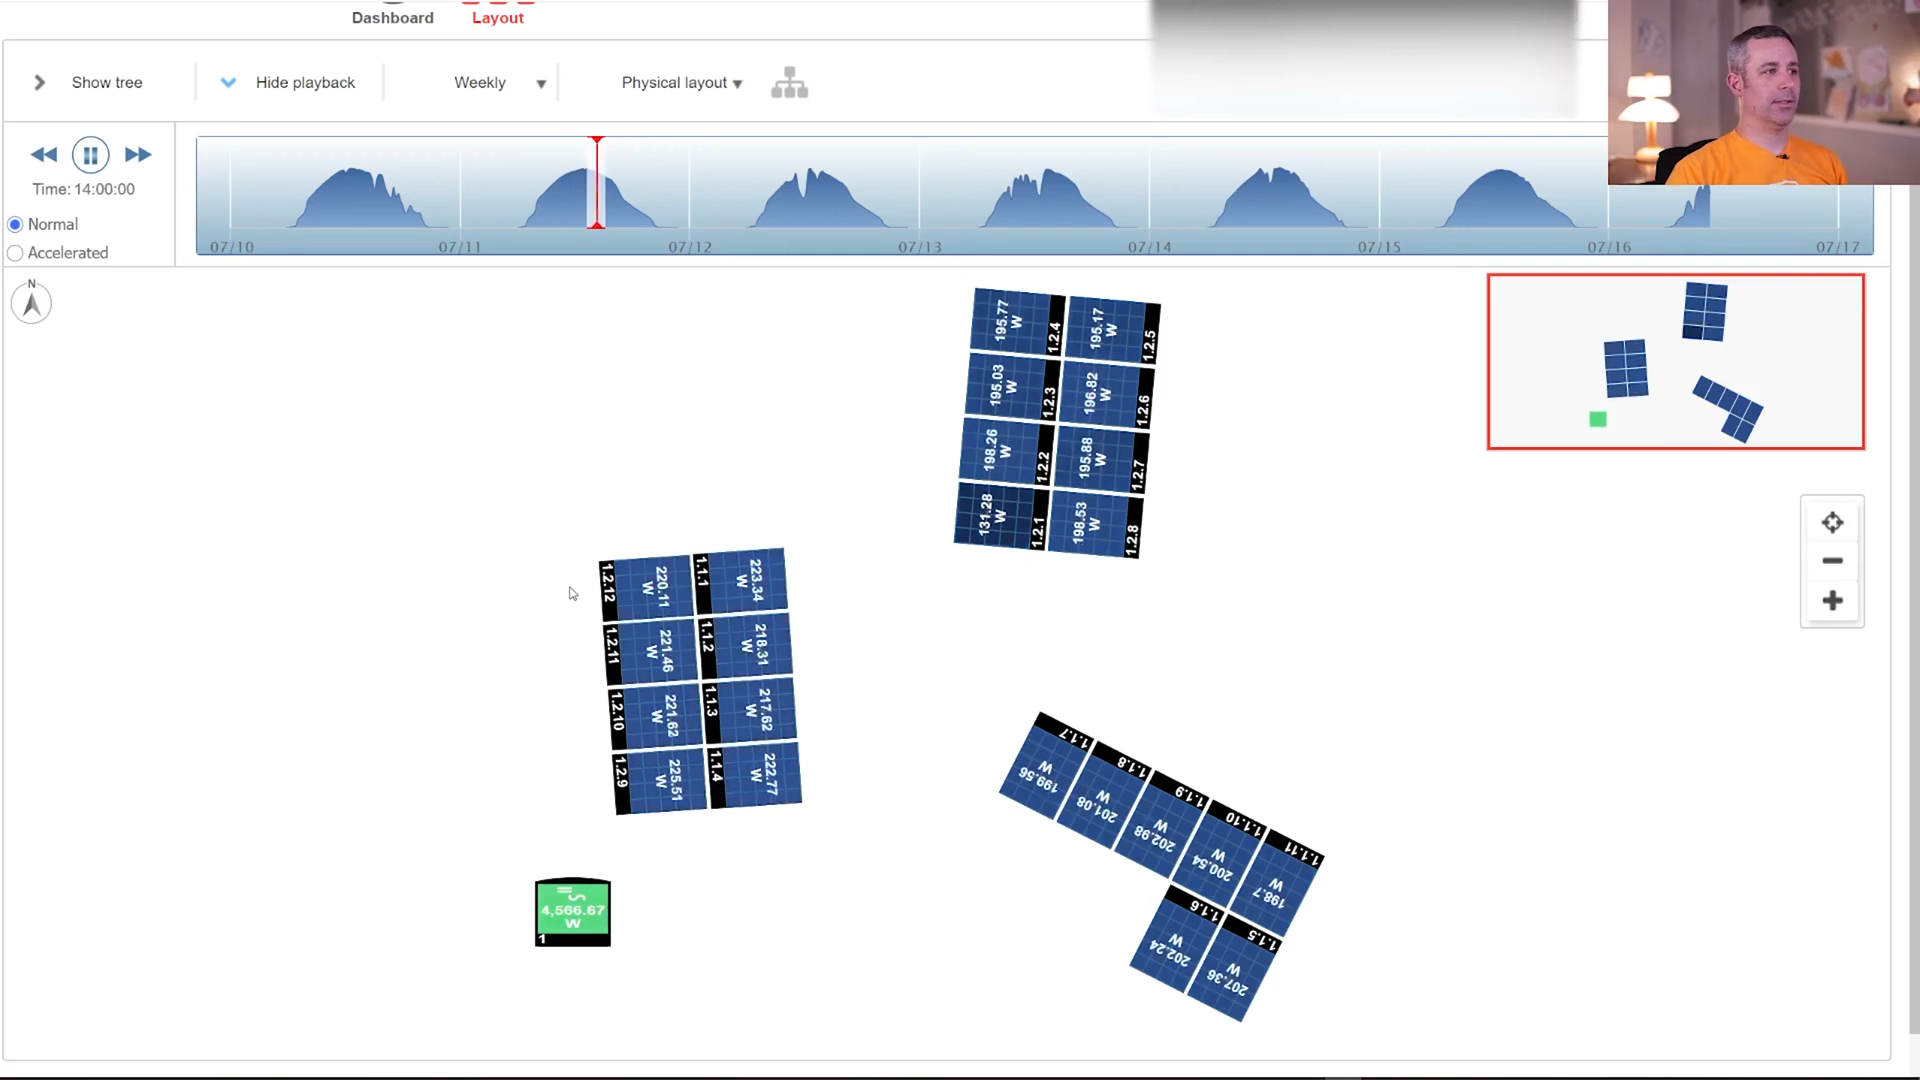 Dashboard
Layout
Show tree
Hide playback
Weekly
Physical layout
Time: 14:00:00
Normal
Accelerated
07/10
07/11
07/12
07/13
07/14
07/15
07/16
07/17
N
195.77
W
1.2.4
195.17
W
1.2.5
195.03
W
1.2.3
196.82
W
1.2.6
198.26
W
1.2.2
195.88
W
1.2.7
131.28
W
1.2.1
198.53
W
1.2.8
1.2.12
220.11
W
1.1.1
223.34
W
1.2.11
221.46
W
1.1.2
218.31
W
1.2.10
221.62
W
1.1.3
217.62
W
1.2.9
225.51
W
1.1.4
222.77
W
1.1.7
199.56
W
1.1.8
201.08
W
1.1.9
202.98
W
1.1.10
200.54
W
1.1.11
198.7
W
1.1.6
202.24
W
1.1.5
207.36
W
4,566.67
W
1